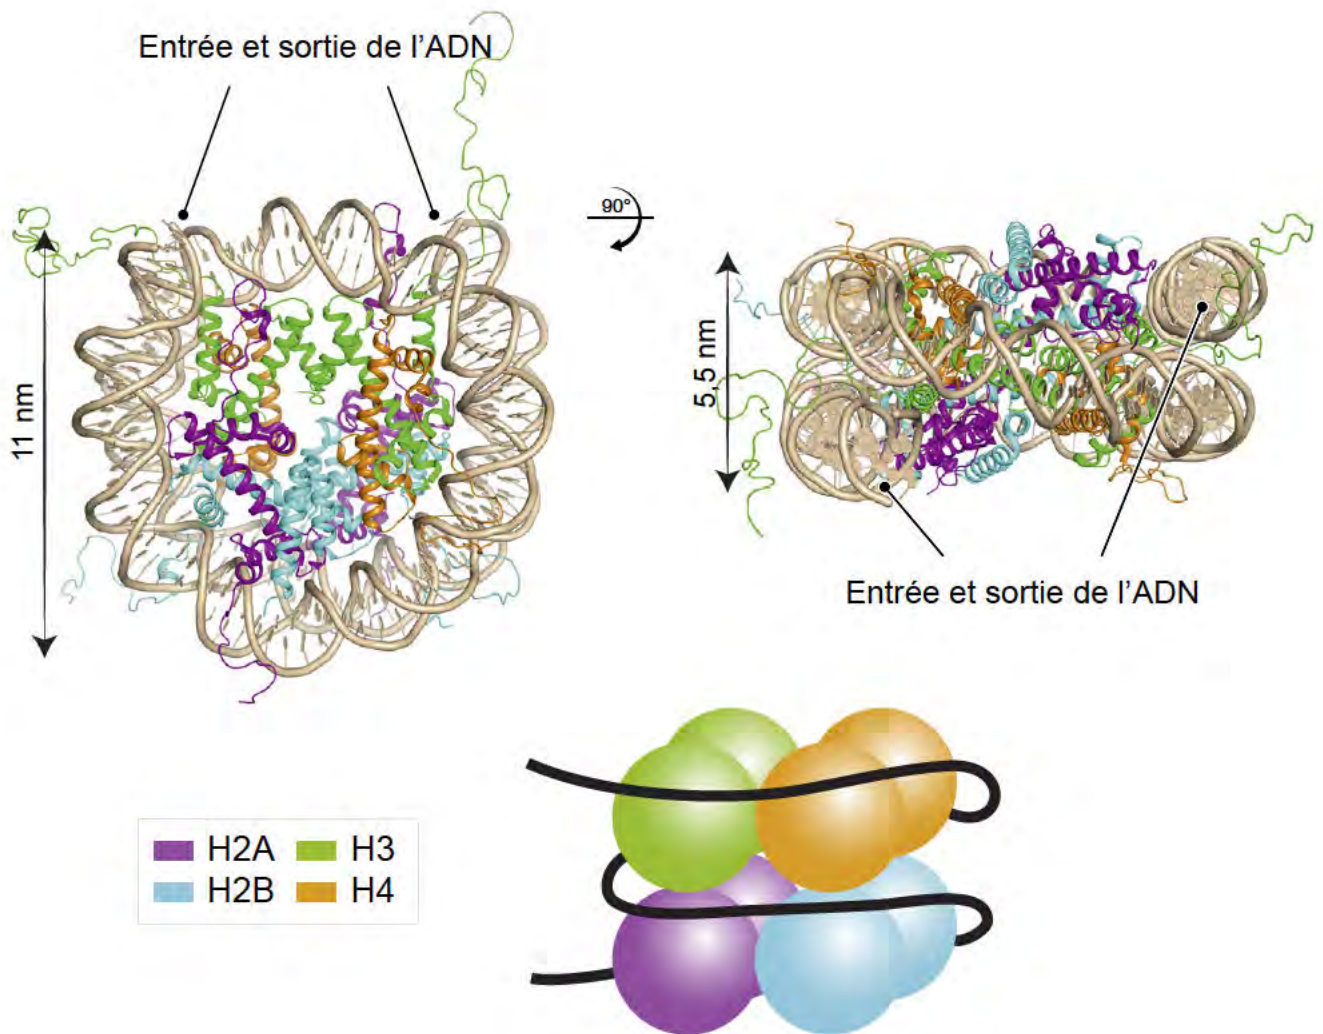 Entrée et sortie de l'ADN
90°
11 nm
5,5 nm
Entrée et sortie de l'ADN
H2A H3
H2B H4